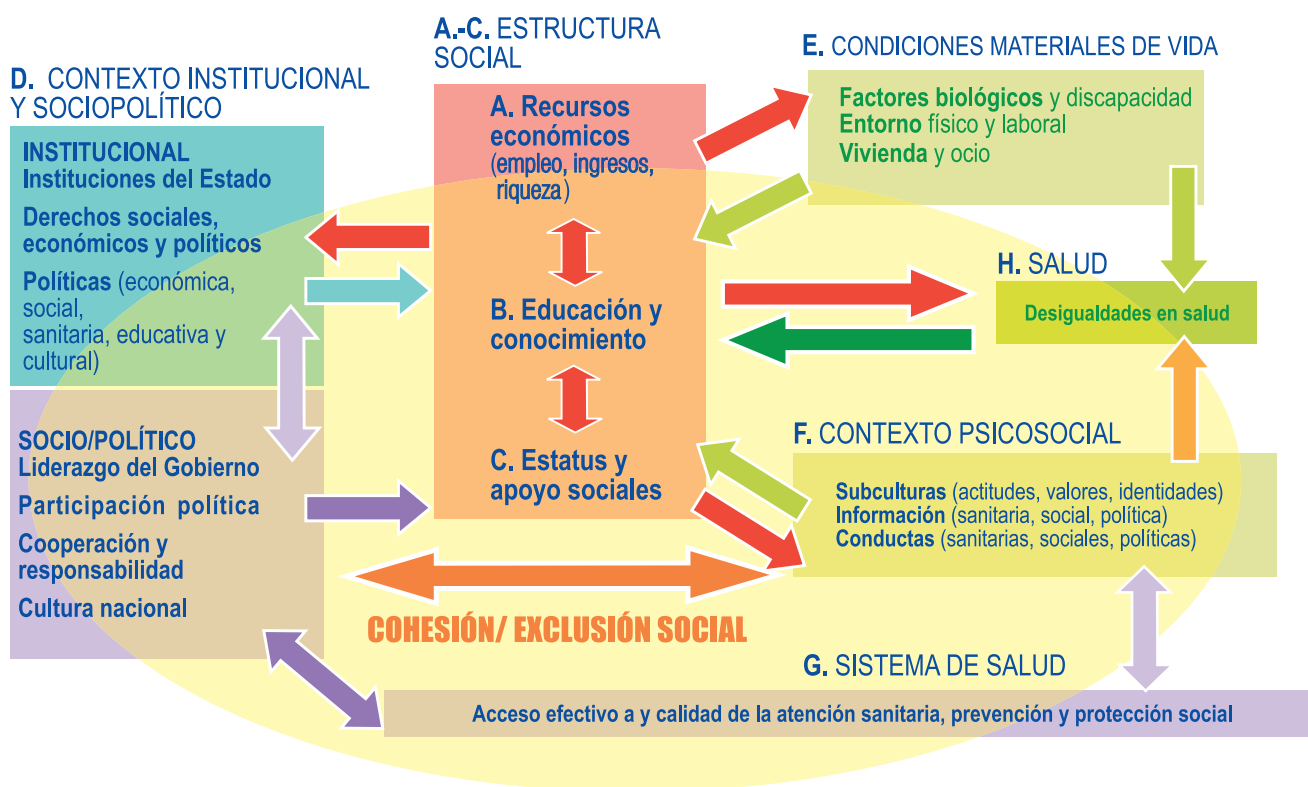 D. CONTEXTO INSTITUCIONAL
Y SOCIOPOLÍTICO
INSTITUCIONAL
Instituciones del Estado
Derechos sociales,
económicos y políticos
Políticas (económica,
social,
sanitaria, educativa y
cultural)
SOCIO/POLÍTICO
Liderazgo del Gobierno
Participación política
Cooperación y
responsabilidad
Cultura nacional
A.-C. ESTRUCTURA
SOCIAL
A. Recursos
económicos
(empleo, ingresos,
riqueza)
B. Educación y
conocimiento
C. Estatus y
apoyo sociales
COHESIÓN/ EXCLUSIÓN SOCIAL
E. CONDICIONES MATERIALES DE VIDA
Factores biológicos y discapacidad
Entorno físico y laboral
Vivienda y ocio
H. SALUD
Desigualdades en salud
F. CONTEXTO PSICOSOCIAL
Subculturas (actitudes, valores, identidades)
Información (sanitaria, social, política)
Conductas (sanitarias, sociales, políticas)
G. SISTEMA DE SALUD
Acceso efectivo a y calidad de la atención sanitaria, prevención y protección social